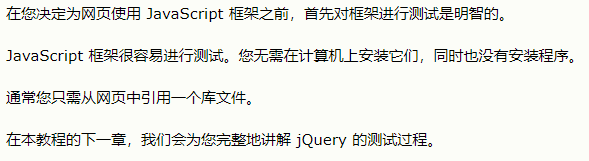 在您决定为网页使用 JavaScript 框架之前，首先对框架进行测试是明智的。
JavaScript 框架很容易进行测试。您无需在计算机上安装它们，同时也没有安装程序。
通常您只需从网页中引用一个库文件。
在本教程的下一章，我们会为您完整地讲解 jQuery 的测试过程。